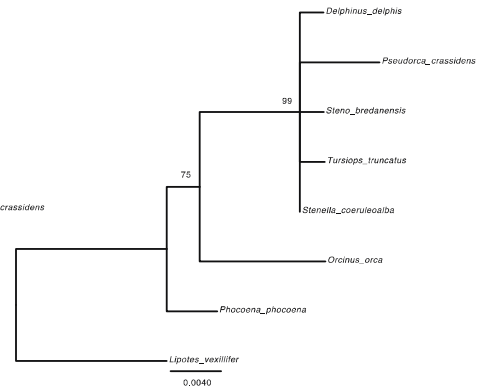 Delphinus_delphis
Pseudorca_crassidens
99
Steno_bredanensis
Tursiops_truncatus
75
crassidens
Stenella_coeruleoalba
Orcinus_orca
Phocoena_phocoena
Lipotes_vexillifer
0.0040